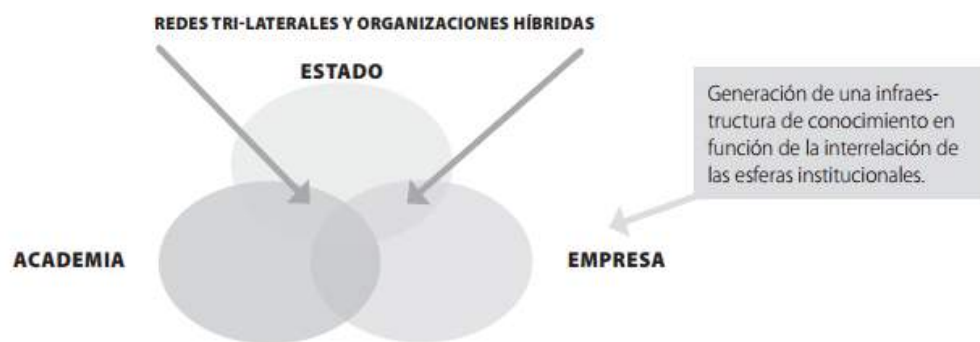 REDES TRI-LATERALES Y ORGANIZACIONES HÍBRIDAS
ESTADO
Generación de una infraes-
tructura de conocimiento en
función de la interrelación de
las esferas institucionales.
ACADEMIA
EMPRESA